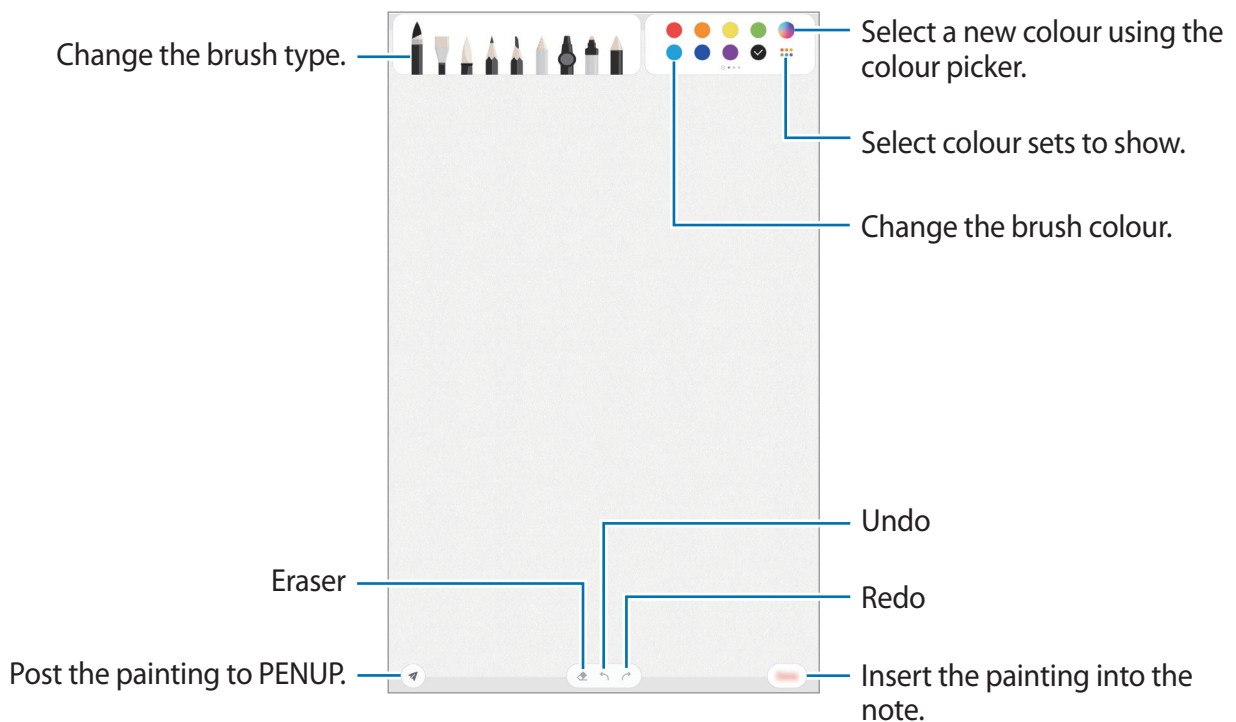 Change the brush type.
Select a new colour using the
colour picker.
Select colour sets to show.
Change the brush colour.
Undo
Eraser
Redo
Post the painting to PENUP.
Insert the painting into the
note.